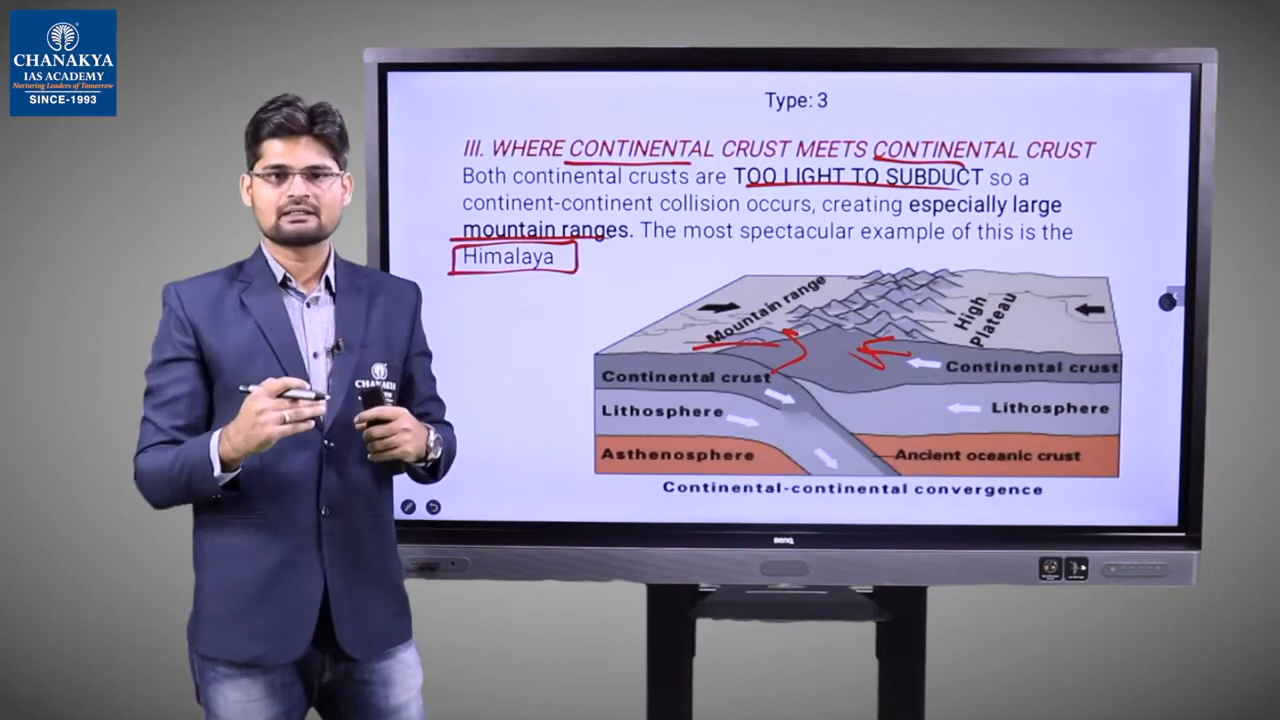 CHANAKYA
IAS ACADEMY
Nurturing Leaders of Tomorrow
SINCE-1993
Type: 3
III. WHERE CONTINENTAL CRUST MEETS CONTINENTAL CRUST
Both continental crusts are TOO LIGHT TO SUBDUCT so a
continent-continent collision occurs, creating especially large
mountain ranges. The most spectacular example of this is the
Himalaya
Mountain range
High
Plateau
Continental crust
Continental crust
Lithosphere
Lithosphere
Asthenosphere
Ancient oceanic crust
Continental-continental convergence
BenQ